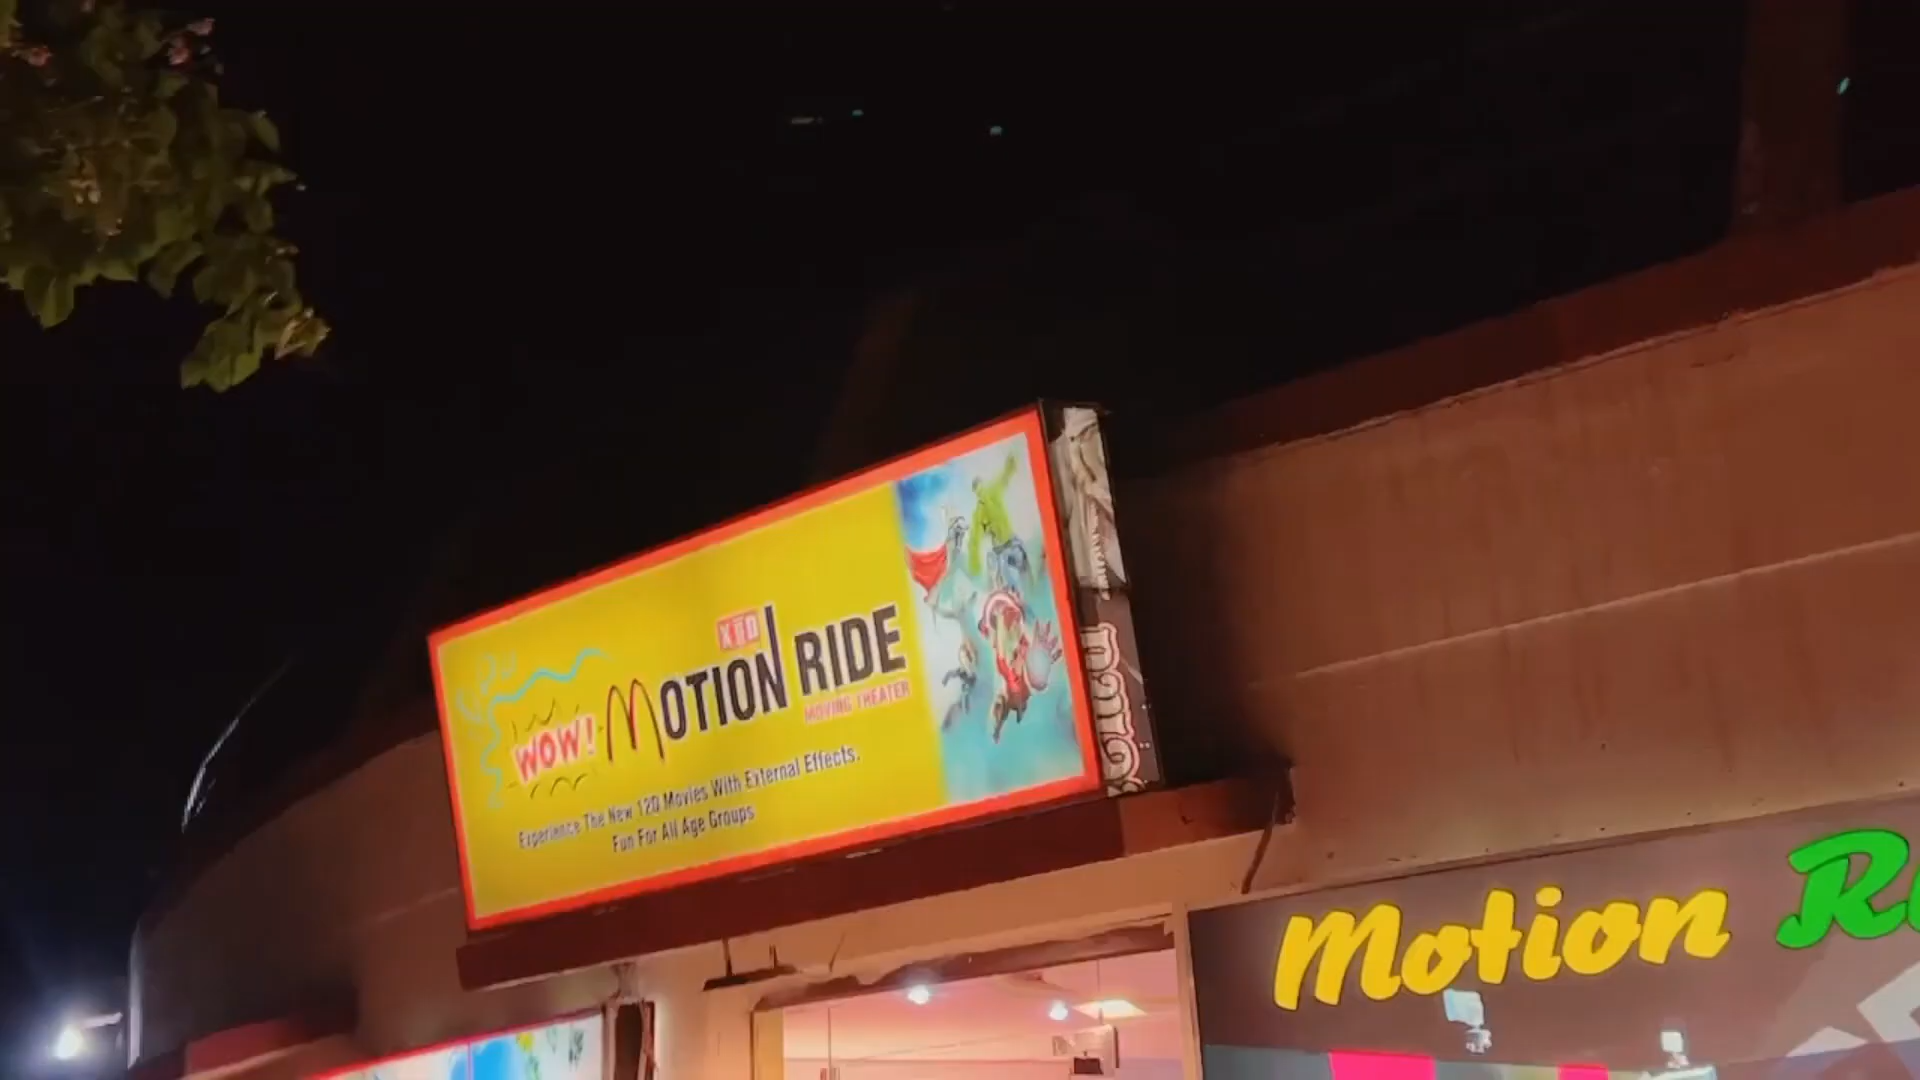 XD
WOW! MOTION RIDE
MOVING THEATER
Experience The New 12D Movies With External Effects.
Fun For All Age Groups
Motion